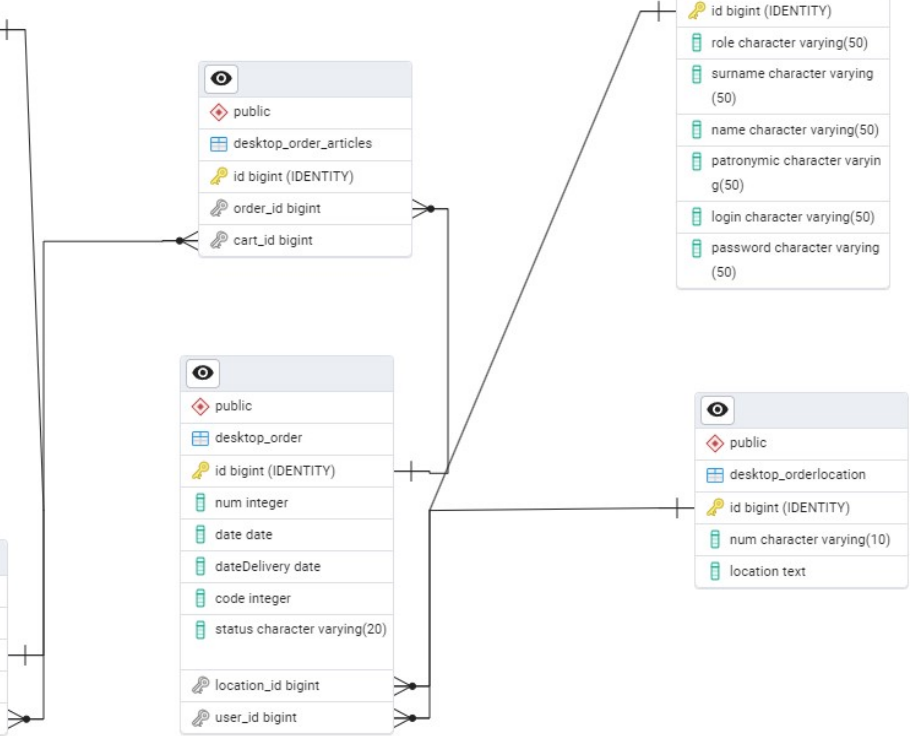 public
desktop_order_articles
id bigint (IDENTITY)
order_id bigint
cart_id bigint
public
desktop_order
id bigint (IDENTITY)
num integer
date date
dateDelivery date
code integer
status character varying(20)
location_id bigint
user_id bigint
id bigint (IDENTITY)
role character varying(50)
surname character varying
(50)
name character varying(50)
patronymic character varyin
g(50)
login character varying(50)
password character varying
(50)
public
desktop_orderlocation
id bigint (IDENTITY)
num character varying(10)
location text